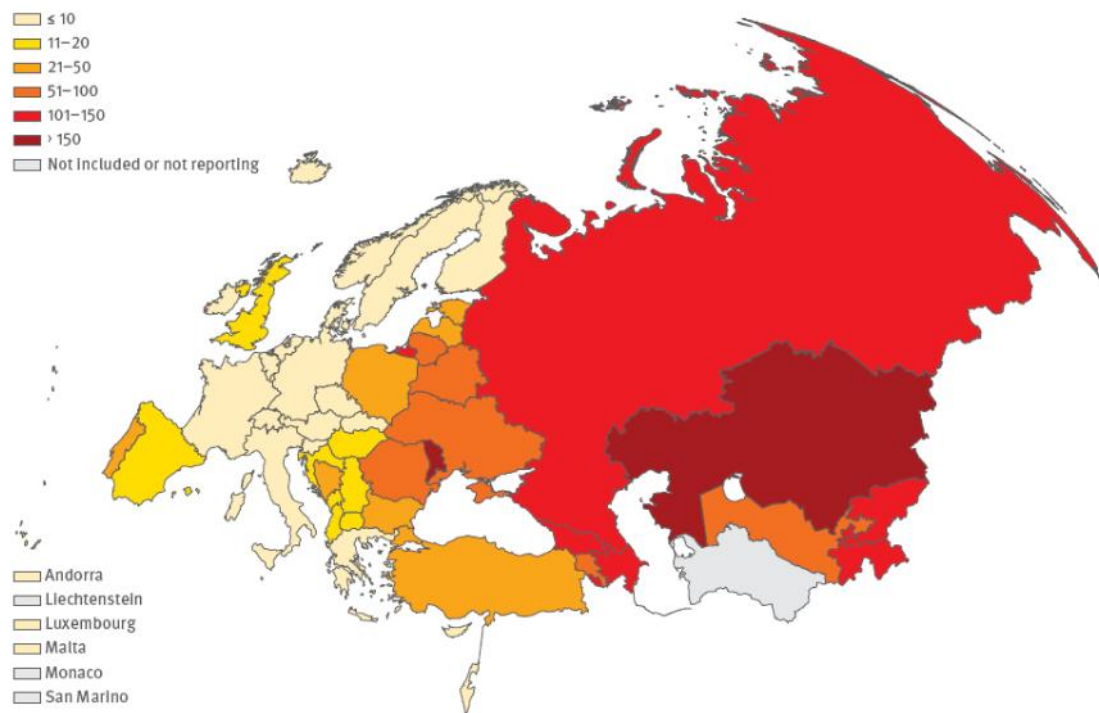 ≤ 10
11–20
21–50
51–100
101–150
› 150
Not included or not reporting
Andorra
Liechtenstein
Luxembourg
Malta
Monaco
San Marino